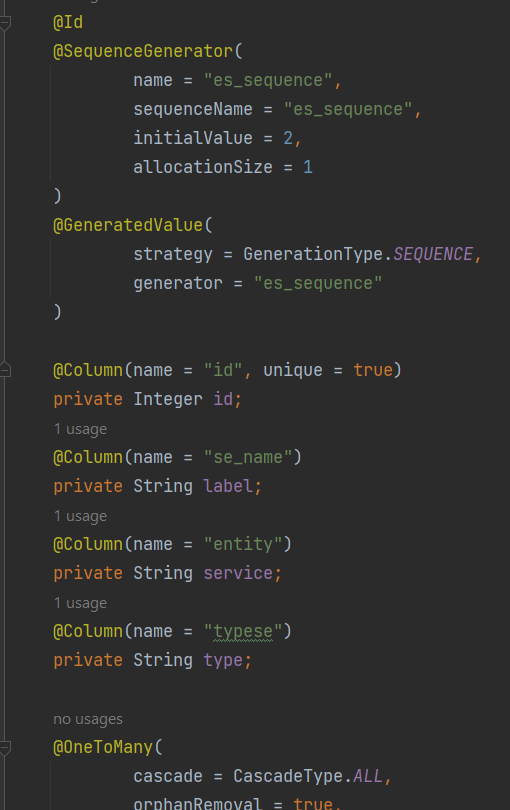 usage
@Id
@SequenceGenerator(
name = "es_sequence",
sequenceName = "es_sequence",
initialValue = 2,
allocationSize = 1
)
@GeneratedValue(
strategy = GenerationType.SEQUENCE,
generator = "es_sequence"
)
@Column(name = "id", unique = true)
private Integer id;
1 usage
@Column(name = "se_name")
private String label;
1 usage
@Column(name = "entity")
private String service;
1 usage
@Column(name = "typese")
private String type;
no usages
@OneToMany(
cascade = CascadeType.ALL,
orphanRemoval = true,